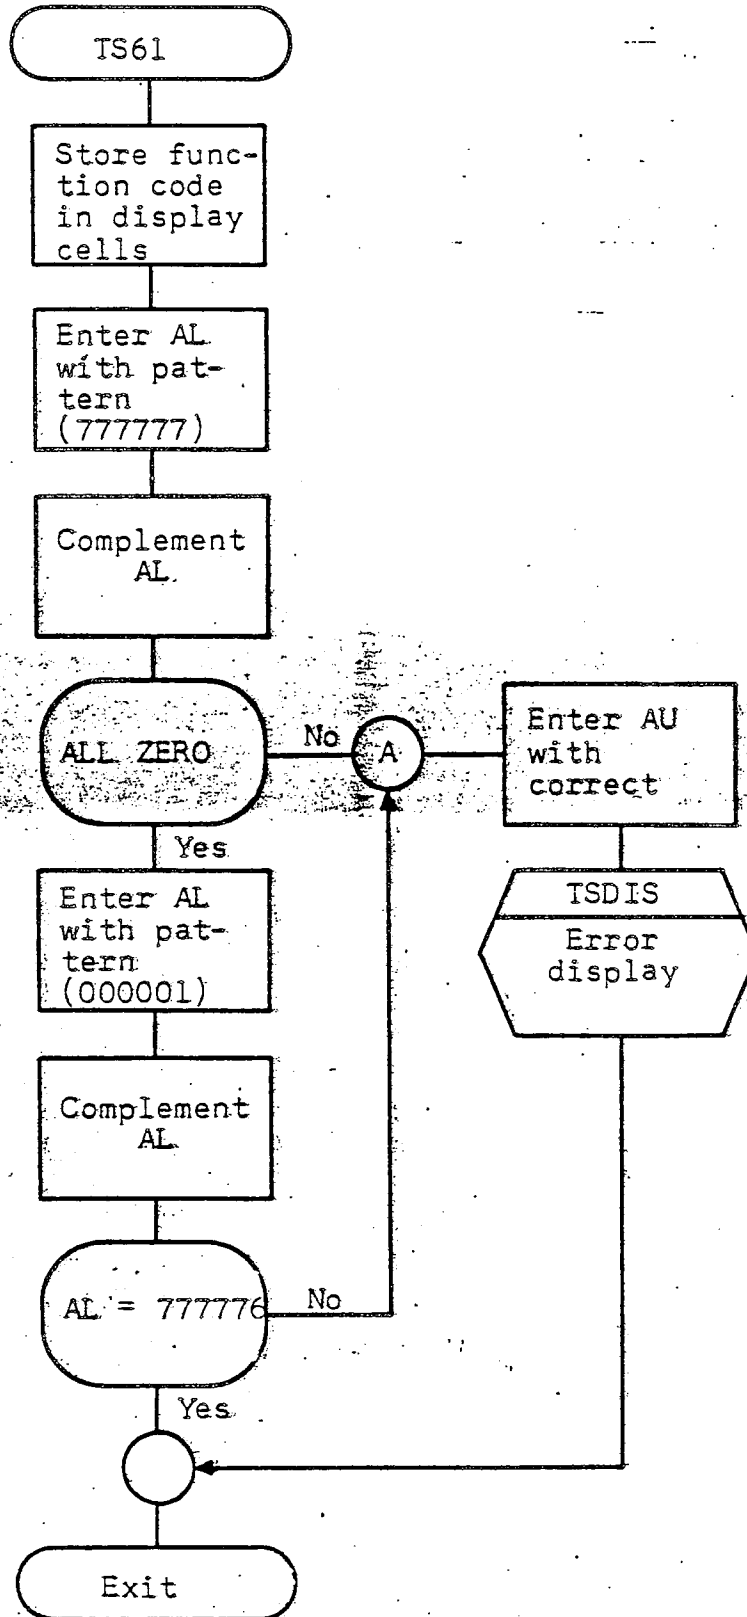 TS61
Store func-
tion code
in display
cells
Enter AL
with pat-
tern
(777777)
Complement
AL
ALL ZERO
No
A
Enter AU
with
correct
Yes
TSDIS
Error
display
Enter AL
with pat-
tern
(000001)
Complement
AL
AL = 777776
No
Yes
Exit